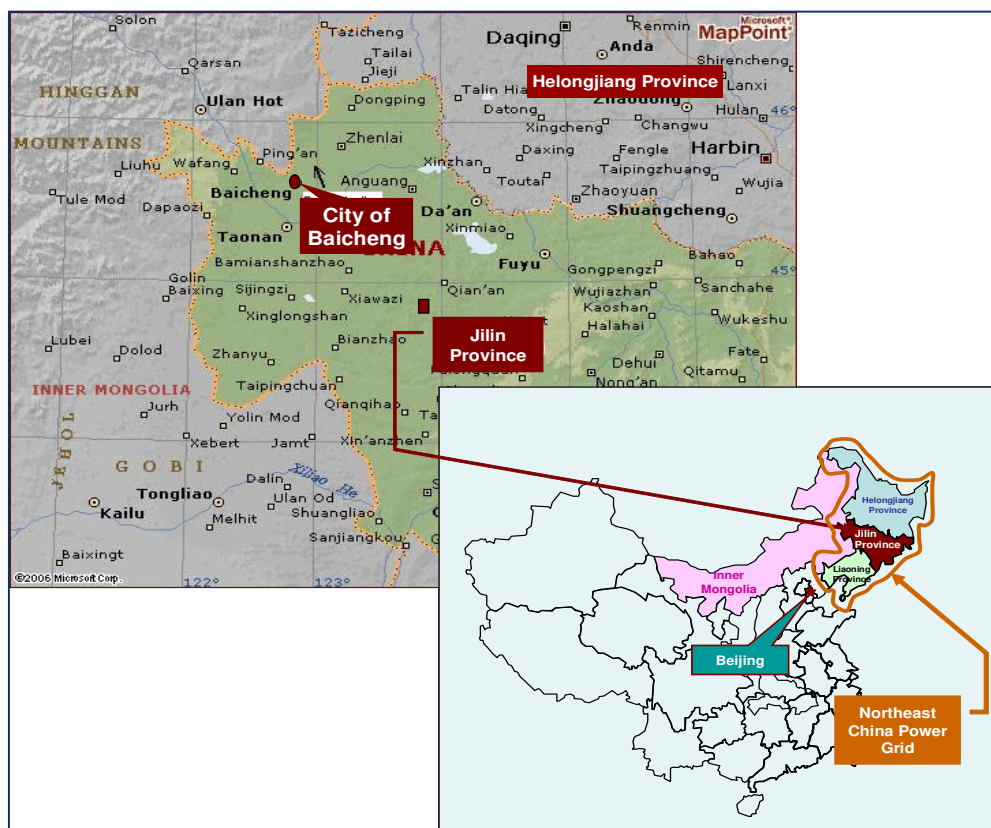 Solon
Tazicheng
Renmin
Microsoft®
MapPoint®
Daqing
Anda
Qarsan
Tailai
Jieji
Shirencheng
Helongjiang Province
Lanxi
HINGGAN
MOUNTAINS
Ulan Hot
Dongping
Talin Hia
Zhaodong
Datong
Hulan
46°
Zhenlai
Xingcheng
Changwu
Ping'an
Wafang
Liuhu
Xinzhan
Daxing
Fengle
Harbin
Taipingzhuang
Toutai
Wujia
Tule Mod
Baicheng
Anguang
Zhaoyuan
Dapaozi
City of
Baicheng
Da'an
Shuangcheng
Taonan
Xinmiao
Bamianshanzhao
Fuyu
Bahao
Gongpengzi
45°
Golin
Baixing
Sijingzi
Xiawazi
Qian'an
Wujiazhan
Sanchahe
Xinglongshan
Kaoshan
Wukeshu
Halahai
Jilin
Province
Lubei
Dolod
Bianzhao
Zhanyu
Dehui
Fate
Nong'an
Qitamu
Taipingchuan
INNER MONGOLIA
Jurh
Qianqihao
Yolin Mod
Xebert
Jamt
Xin'anzhen
JEHOL
GOBI
Xiliao He
Dalin
Tongliao
Ulan Od
Kailu
Melhit
Shuangliao
Sanjiangkou
Baixingt
©2006 Microsoft Corp.
122°
123°
Helongjiang
Province
Jilin
Province
Liaoning
Province
Inner
Mongolia
Beijing
Northeast
China Power
Grid